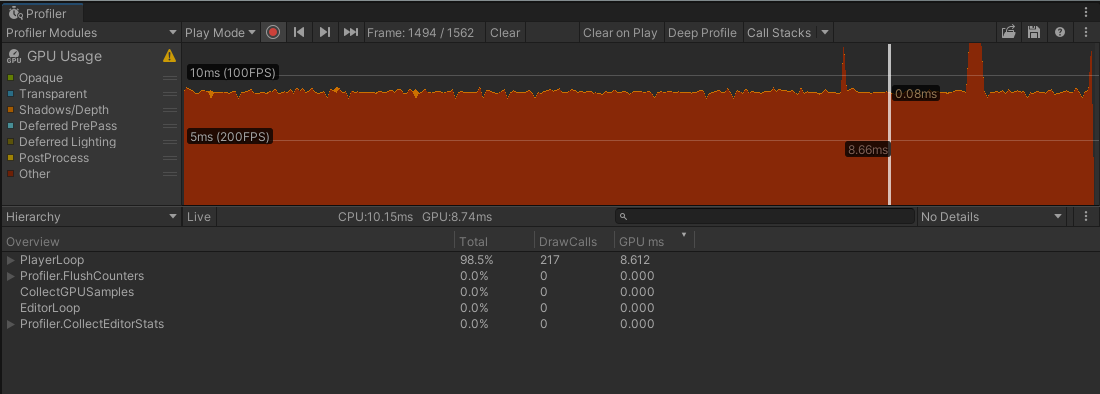 Profiler
Profiler Modules Play Mode Frame: 1494 / 1562 Clear Clear on Play Deep Profile Call Stacks
GPU GPU Usage
Opaque
Transparent
Shadows/Depth
Deferred PrePass
Deferred Lighting
PostProcess
Other
10ms (100FPS)
0.08ms
5ms (200FPS)
8.66ms
Hierarchy Live CPU:10.15ms GPU:8.74ms No Details
Overview Total DrawCalls GPU ms
PlayerLoop 98.5% 217 8.612
Profiler.FlushCounters 0.0% 0 0.000
CollectGPUSamples 0.0% 0 0.000
EditorLoop 0.0% 0 0.000
Profiler.CollectEditorStats 0.0% 0 0.000